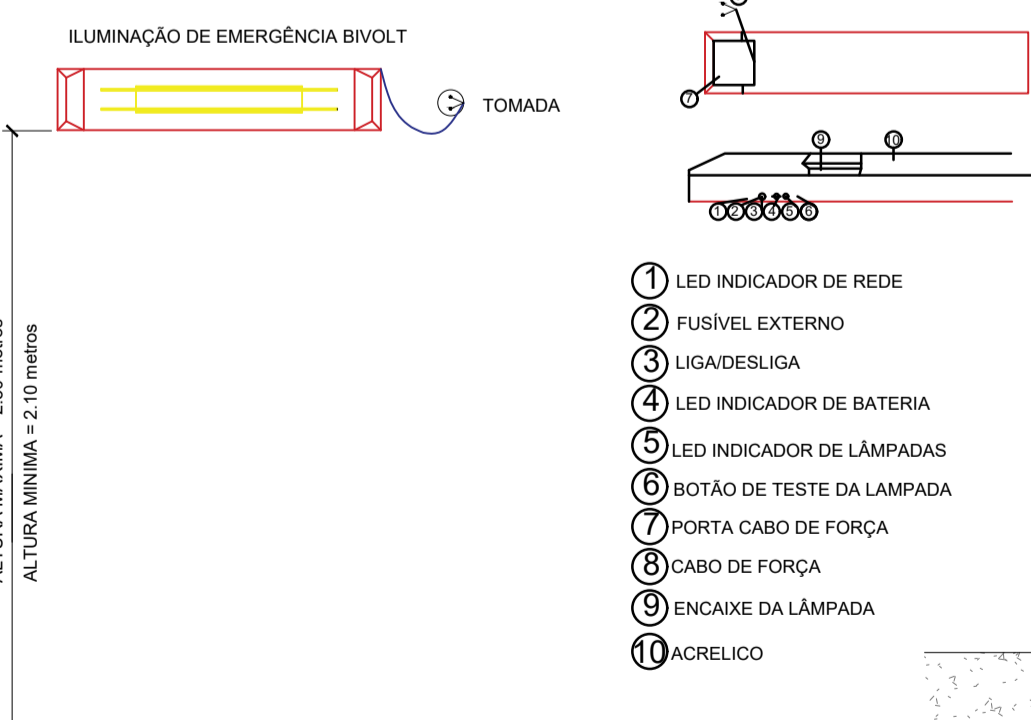 ILUMINAÇÃO DE EMERGÊNCIA BIVOLT
TOMADA
7
9
10
1 2 3 4 5 6
ALTURA MINIMA = 2.10 metros
1 LED INDICADOR DE REDE
2 FUSÍVEL EXTERNO
3 LIGA/DESLIGA
4 LED INDICADOR DE BATERIA
5 LED INDICADOR DE LÂMPADAS
6 BOTÃO DE TESTE DA LAMPADA
7 PORTA CABO DE FORÇA
8 CABO DE FORÇA
9 ENCAIXE DA LÂMPADA
10 ACRELICO